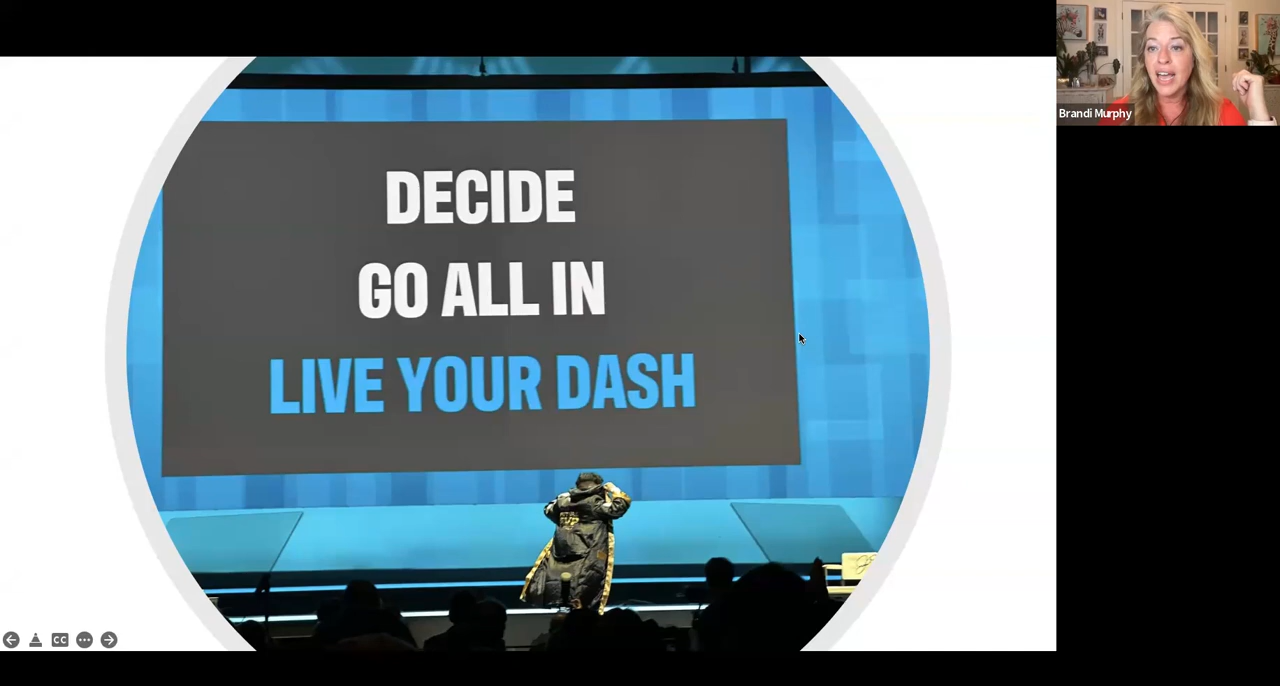 DECIDE
GO ALL IN
LIVE YOUR DASH
Brandi Murphy
CC